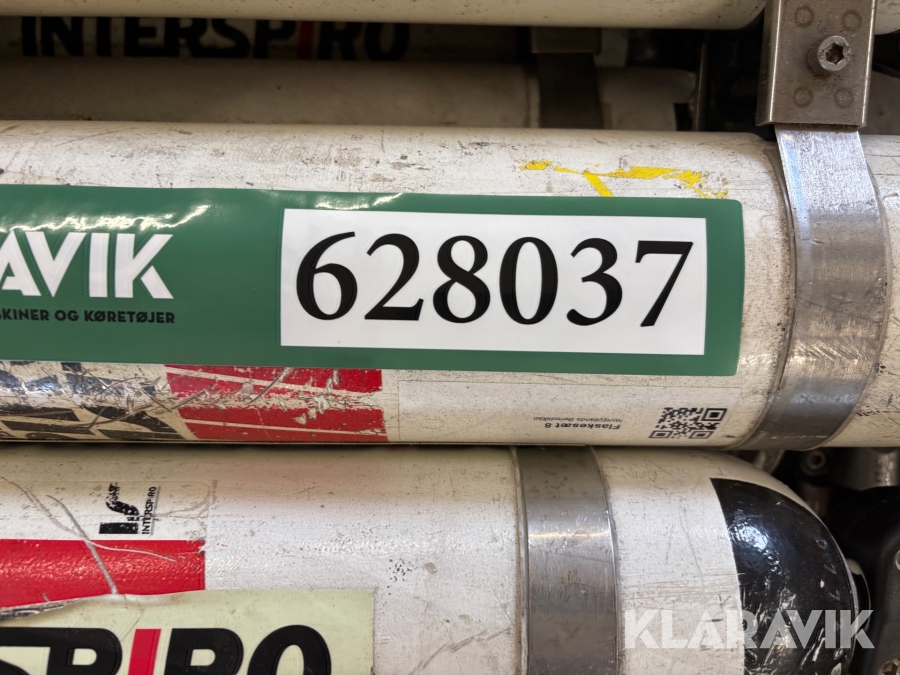 INTERSPIRO
AVIK
628037
SKINER OG KØRETØJER
Flaskesæt 8
INTERSPIRO
SPIRO
KLARAVIK